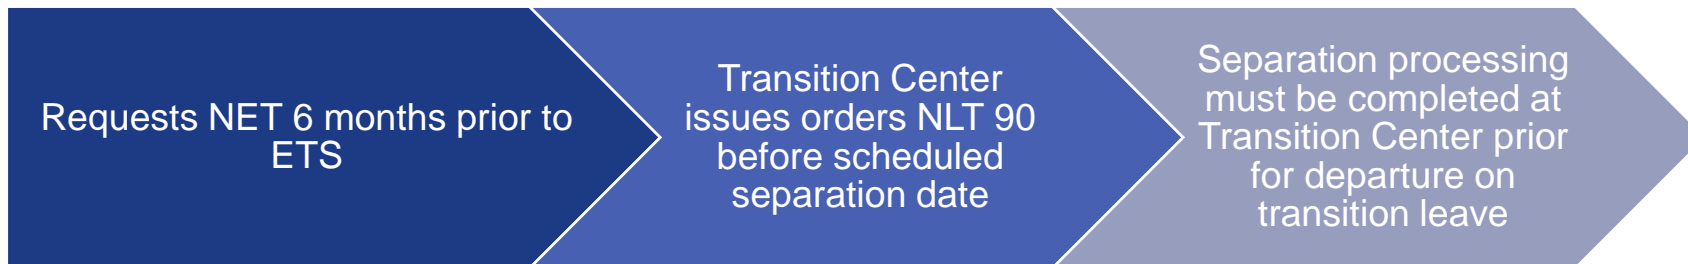 Requests NET 6 months prior to
ETS
Transition Center
issues orders NLT 90
before scheduled
separation date
Separation processing
must be completed at
Transition Center prior
for departure on
transition leave